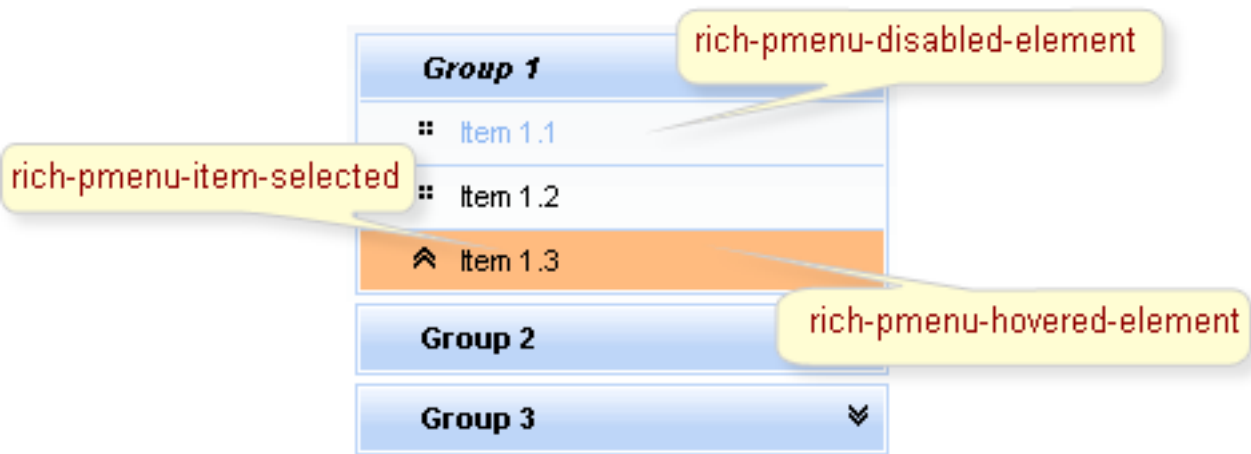 rich-pmenu-disabled-element
Group 1
Item 1.1
rich-pmenu-item-selected
Item 1.2
Item 1.3
rich-pmenu-hovered-element
Group 2
Group 3